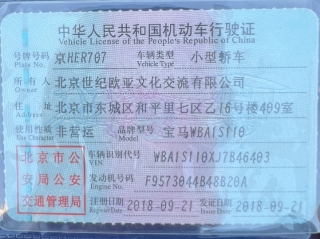 中华人民共和国机动车行驶证
Vehicle License of the People's Republic of China
号牌号码 京HER707 车辆类型 小型轿车
Plate No. Vehicle Type
所有人 北京世纪欧亚文化交流有限公司
Owner
住址 北京市东城区和平里七区乙16号楼409室
Address
使用性质 非营运 品牌型号 宝马WBA1S110
Use Character Model
北京市公安局公安交通管理局
车辆识别代号 WBA1S110XJ7B46403
VIN
发动机号码 F9573044B48B20A
Engine No.
注册日期 2018-09-21 发证日期 2018-09-21
Register Date Issue Date